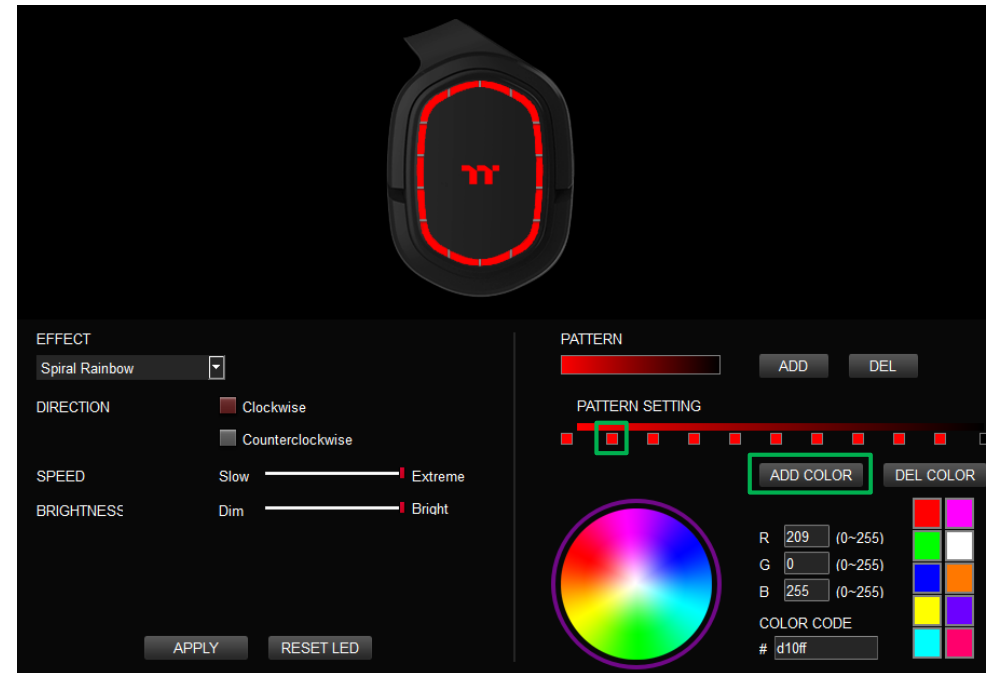 EFFECT
Spiral Rainbow
DIRECTION
Clockwise
Counterclockwise
SPEED
Slow
Extreme
BRIGHTNESS
Dim
Bright
APPLY
RESET LED
PATTERN
ADD
DEL
PATTERN SETTING
ADD COLOR
DEL COLOR
R 209 (0~255)
G 0 (0~255)
B 255 (0~255)
COLOR CODE
# d10ff